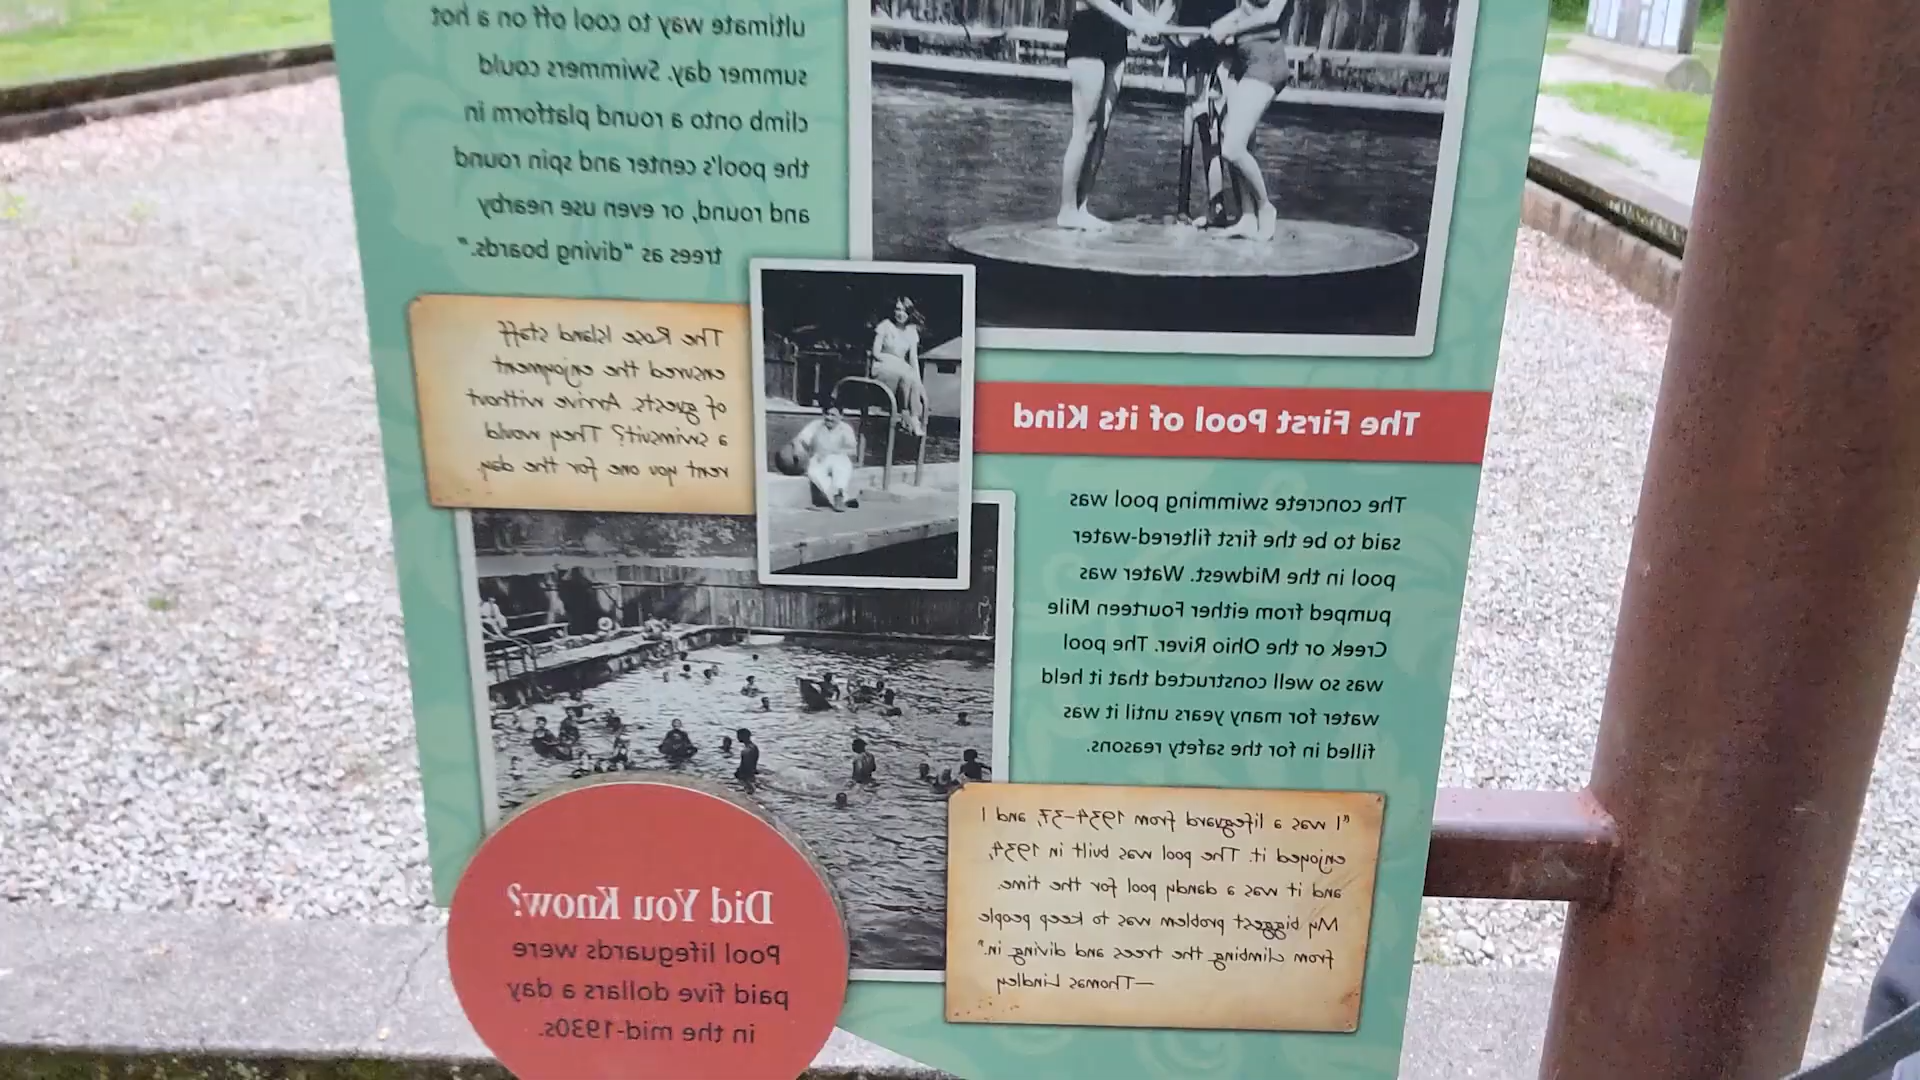 ultimate way to cool off on a hot
summer day. Swimmers could
climb onto a round platform in
the pool's center and spin round
and round, or even use nearby
trees as "diving boards."
The Rose Island staff
ensured the enjoyment
of guests. Arrive without
a swimsuit? They would
rent you one for the day.
The First Pool of its Kind
The concrete swimming pool was
said to be the first filtered-water
pool in the Midwest. Water was
pumped from either Fourteen Mile
Creek or the Ohio River. The pool
was so well constructed that it held
water for many years until it was
filled in for the safety reasons.
"I was a lifeguard from 1934-37, and I
enjoyed it. The pool was built in 1934,
and it was a dandy pool for the time.
My biggest problem was to keep people
from climbing the trees and diving in."
—Thomas Lindley
Did You Know?
Pool lifeguards were
paid five dollars a day
in the mid-1930s.